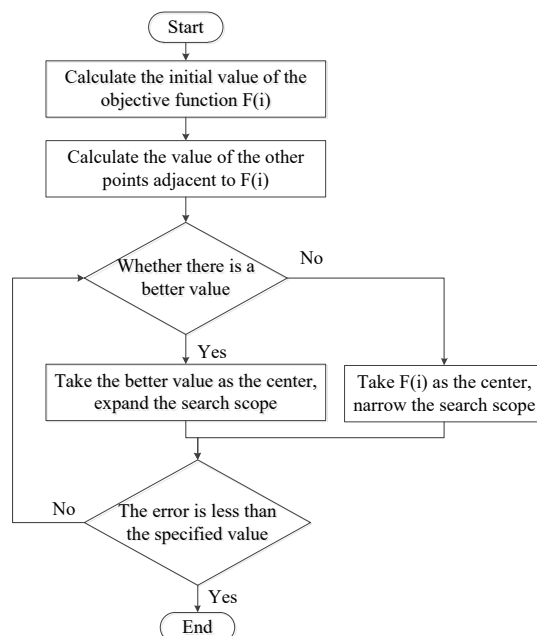 Start
Calculate the initial value of the
objective function F(i)
Calculate the value of the other
points adjacent to F(i)
Whether there is a
better value
No
Yes
Take the better value as the center,
expand the search scope
Take F(i) as the center,
narrow the search scope
The error is less than
the specified value
No
Yes
End